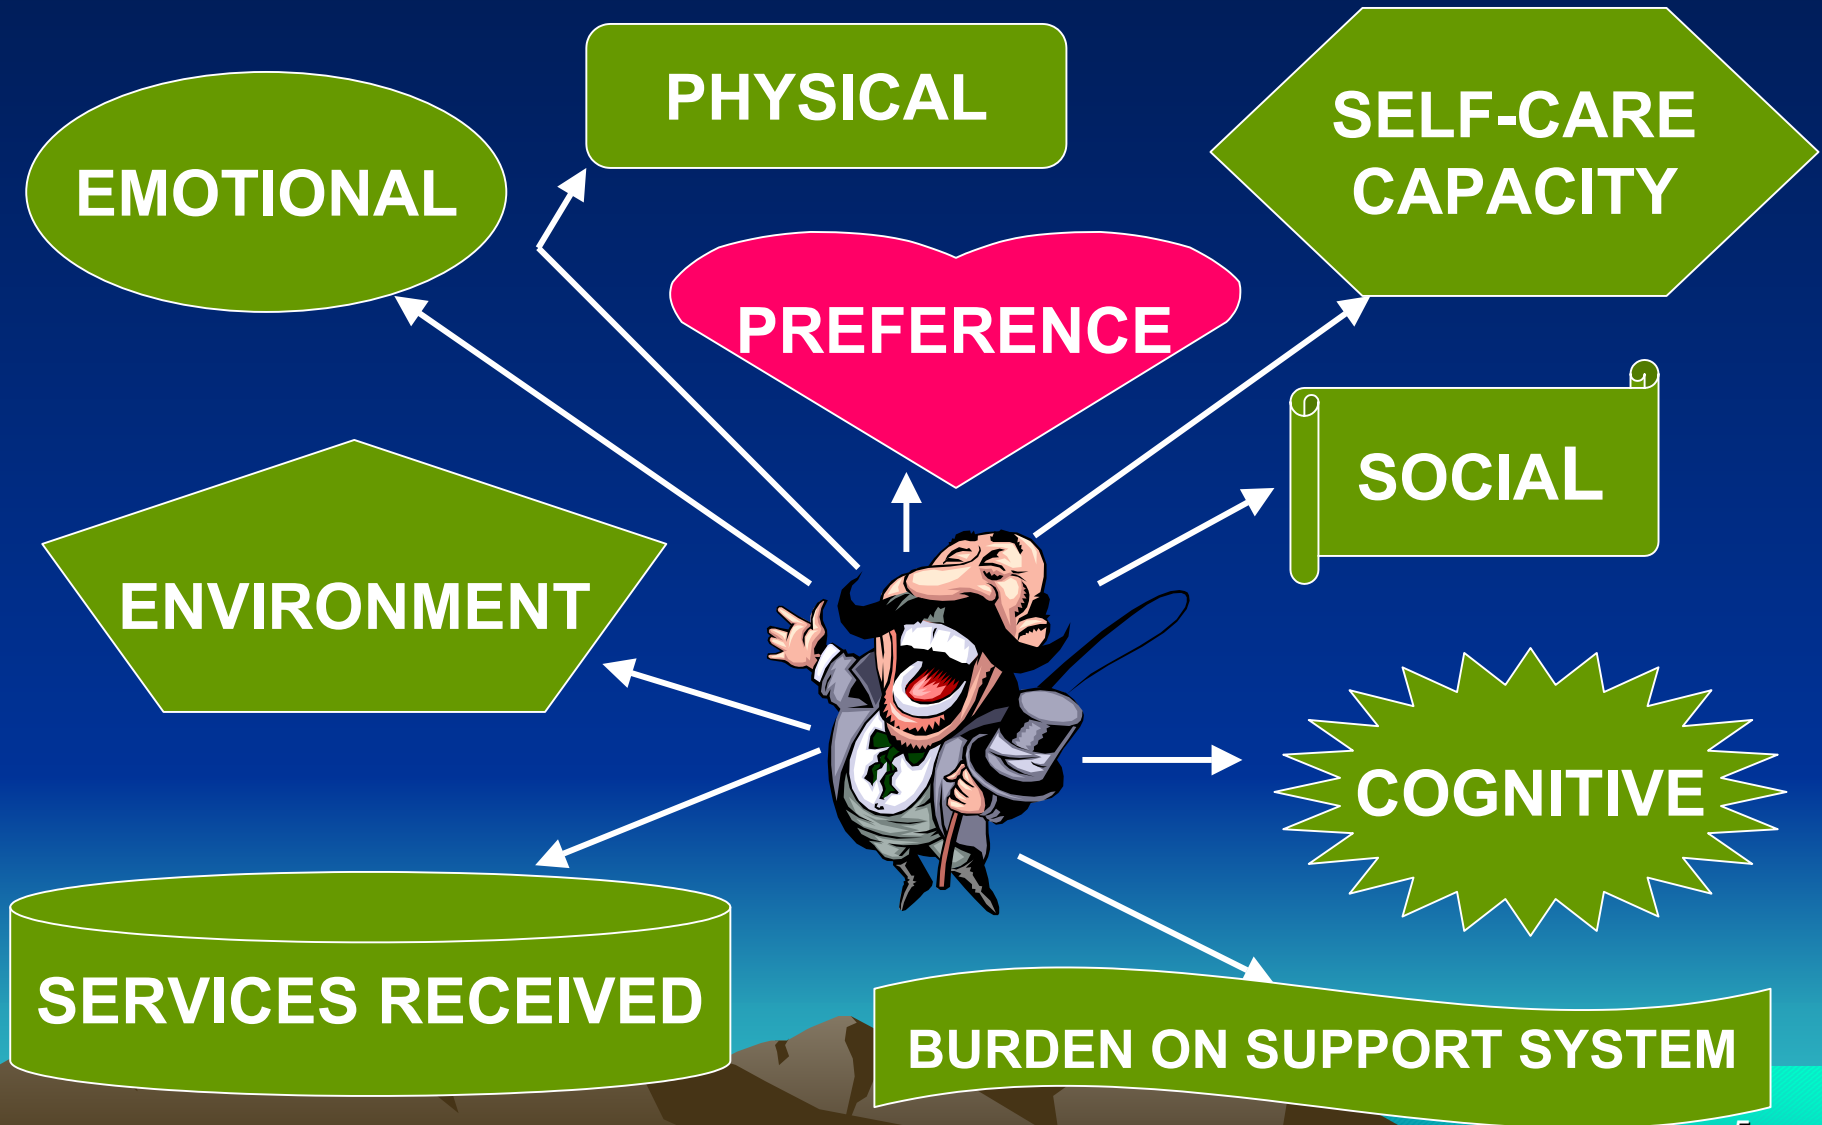 PHYSICAL
SELF-CARE
CAPACITY
EMOTIONAL
PREFERENCE
SOCIAL
ENVIRONMENT
COGNITIVE
SERVICES RECEIVED
BURDEN ON SUPPORT SYSTEM